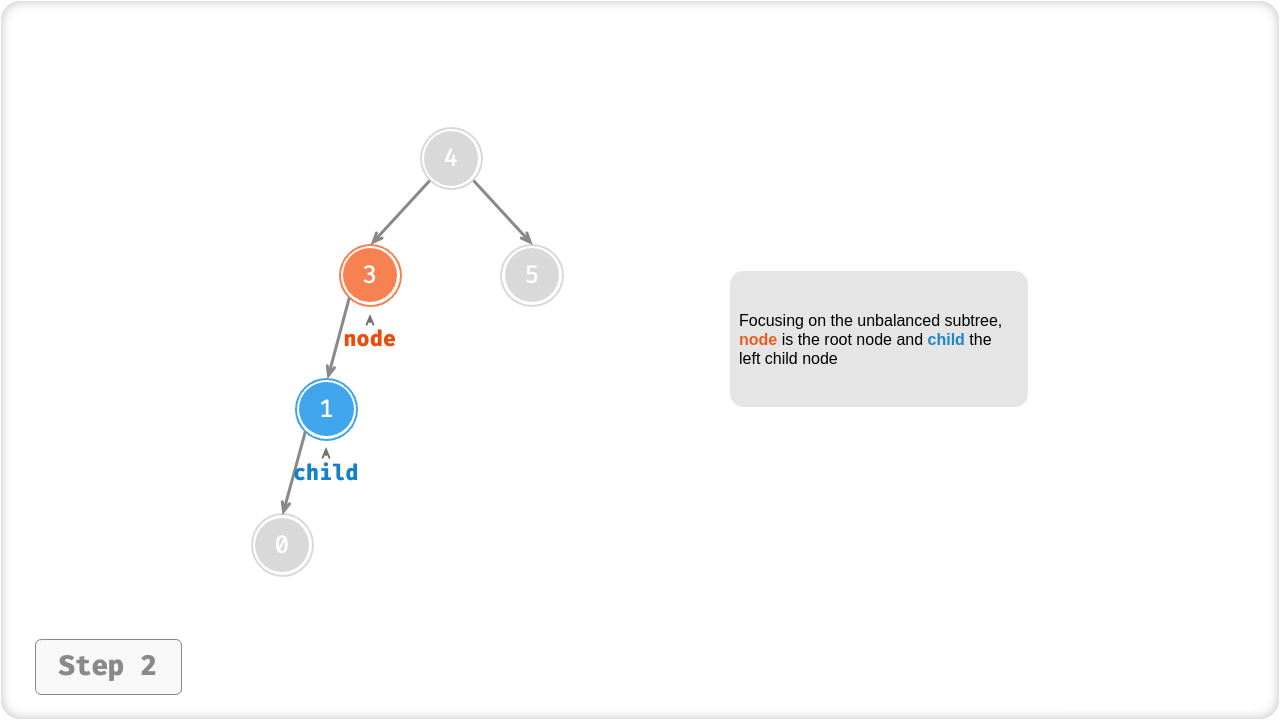 4
3
5
node
1
child
0
Focusing on the unbalanced subtree,
node is the root node and child the
left child node
Step 2